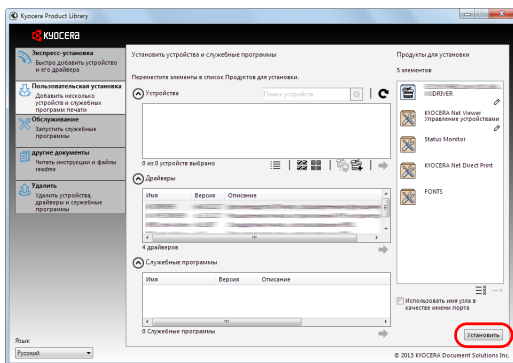 Kyocera Product Library
KYOCERA
Экспресс-установка
Быстро добавить устройство
и его драйвера
Пользовательская установка
Добавить несколько
устройств и служебных
программ печати
Обслуживание
Запустить служебные
программы
другие документы
Читать инструкции и файлы
readme
Удалить
Удалить устройства,
драйверы и служебные
программы
Язык
Русский
Установить устройства и служебные программы
Переместите элементы в список Продуктов для установки.
Устройства
Поиск устройств
0 из 0 устройств выбрано
Драйверы
Имя Версия Описание
4 драйверов
Служебные программы
Имя Версия Описание
0 Служебные программы
Продукты для установки
5 элементов
DRIVER
KYOCERA Net Viewer
Управление устройствами
Status Monitor
KYOCERA Net Direct Print
FONTS
Использовать имя узла в
качестве имени порта
Установить
© 2013 KYOCERA Document Solutions Inc.